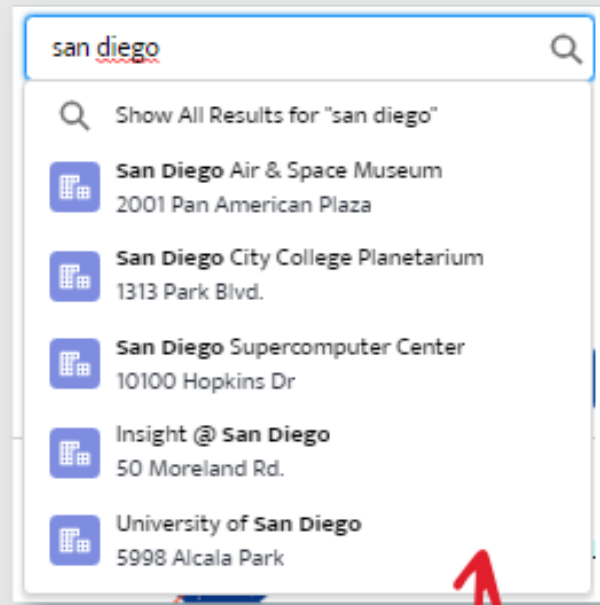 san diego
Show All Results for "san diego"
San Diego Air & Space Museum
2001 Pan American Plaza
San Diego City College Planetarium
1313 Park Blvd.
San Diego Supercomputer Center
10100 Hopkins Dr
Insight @ San Diego
50 Moreland Rd.
University of San Diego
5998 Alcala Park